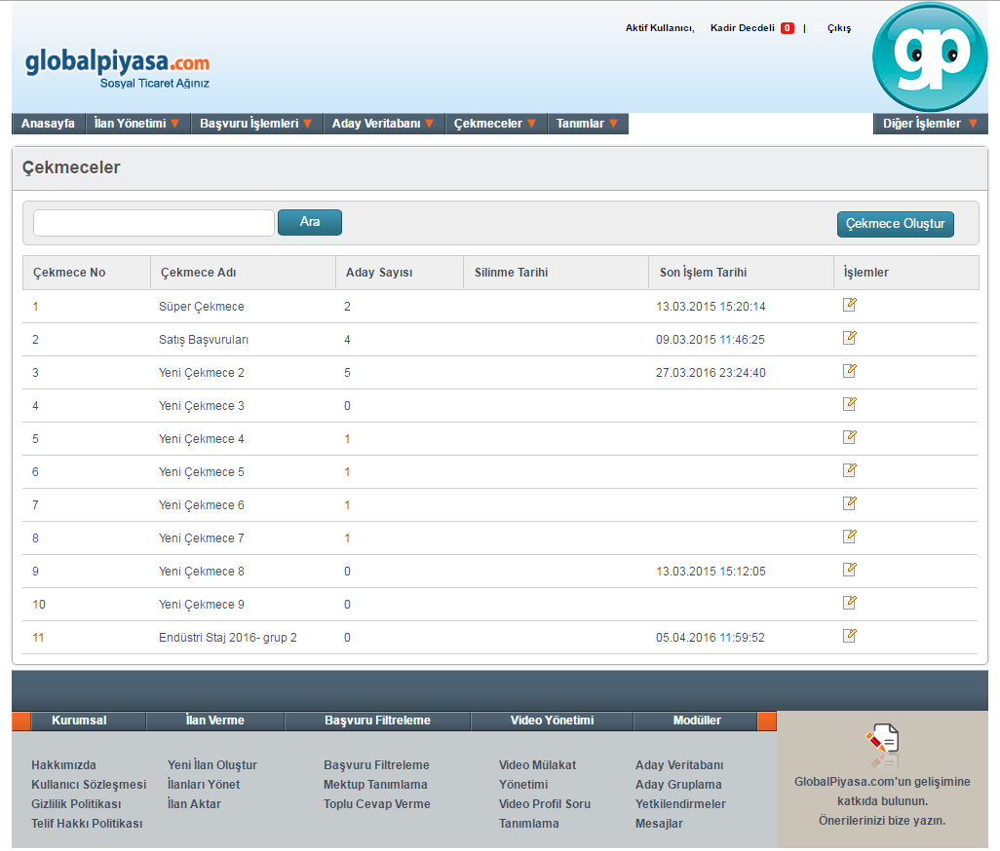 Aktif Kullanıcı, Kadir Decdeli 0 | Çıkış
globalpiyasa.com
Sosyal Ticaret Ağınız
gp
Anasayfa İlan Yönetimi ▼ Başvuru İşlemleri ▼ Aday Veritabanı ▼ Çekmeceler ▼ Tanımlar ▼ Diğer İşlemler ▼
Çekmeceler
Ara Çekmece Oluştur
Çekmece No Çekmece Adı Aday Sayısı Silinme Tarihi Son İşlem Tarihi İşlemler
1 Süper Çekmece 2 13.03.2015 15:20:14
2 Satış Başvuruları 4 09.03.2015 11:46:25
3 Yeni Çekmece 2 5 27.03.2016 23:24:40
4 Yeni Çekmece 3 0
5 Yeni Çekmece 4 1
6 Yeni Çekmece 5 1
7 Yeni Çekmece 6 1
8 Yeni Çekmece 7 1
9 Yeni Çekmece 8 0 13.03.2015 15:12:05
10 Yeni Çekmece 9 0
11 Endüstri Staj 2016- grup 2 0 05.04.2016 11:59:52
Kurumsal İlan Verme Başvuru Filtreleme Video Yönetimi Modüller
Hakkımızda Yeni İlan Oluştur Başvuru Filtreleme Video Mülakat Aday Veritabanı
Kullanıcı Sözleşmesi İlanları Yönet Mektup Tanımlama Yönetimi Aday Gruplama
Gizlilik Politikası İlan Aktar Toplu Cevap Verme Video Profil Soru Yetkilendirmeler
Telif Hakkı Politikası Tanımlama Mesajlar
GlobalPiyasa.com'un gelişimine
katkıda bulunun.
Önerilerinizi bize yazın.